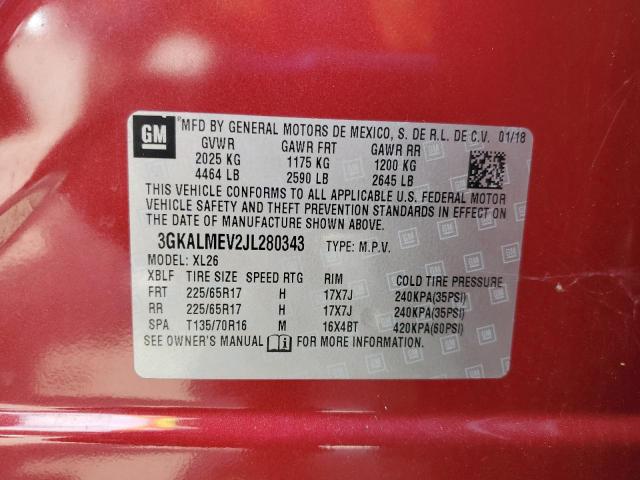 GM
®MFD BY GENERAL MOTORS DE MEXICO, S. DE R.L. DE C.V. 01/18
GVWR GAWR FRT GAWR RR
2025 KG 1175 KG 1200 KG
4464 LB 2590 LB 2645 LB
THIS VEHICLE CONFORMS TO ALL APPLICABLE U.S. FEDERAL MOTOR
VEHICLE SAFETY AND THEFT PREVENTION STANDARDS IN EFFECT ON
THE DATE OF MANUFACTURE SHOWN ABOVE.
3GKALMEV2JL280343 TYPE: M.P.V.
MODEL: XL26
XBLF TIRE SIZE SPEED RTG RIM COLD TIRE PRESSURE
FRT 225/65R17 H 17X7J 240KPA(35PSI)
RR 225/65R17 H 17X7J 240KPA(35PSI)
SPA T135/70R16 M 16X4BT 420KPA(60PSI)
SEE OWNER'S MANUAL i FOR MORE INFORMATION.